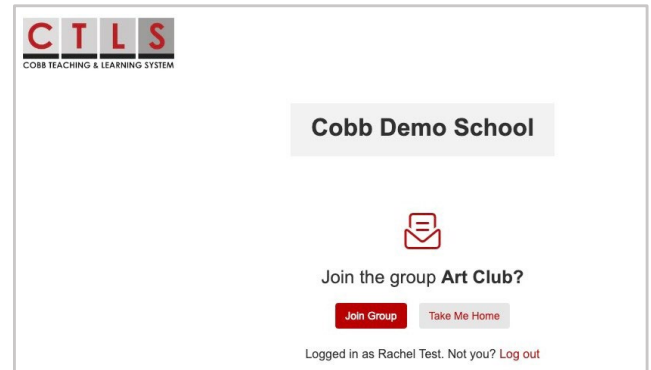 C T L S
COBB TEACHING & LEARNING SYSTEM
Cobb Demo School
Join the group Art Club?
Join Group Take Me Home
Logged in as Rachel Test. Not you? Log out